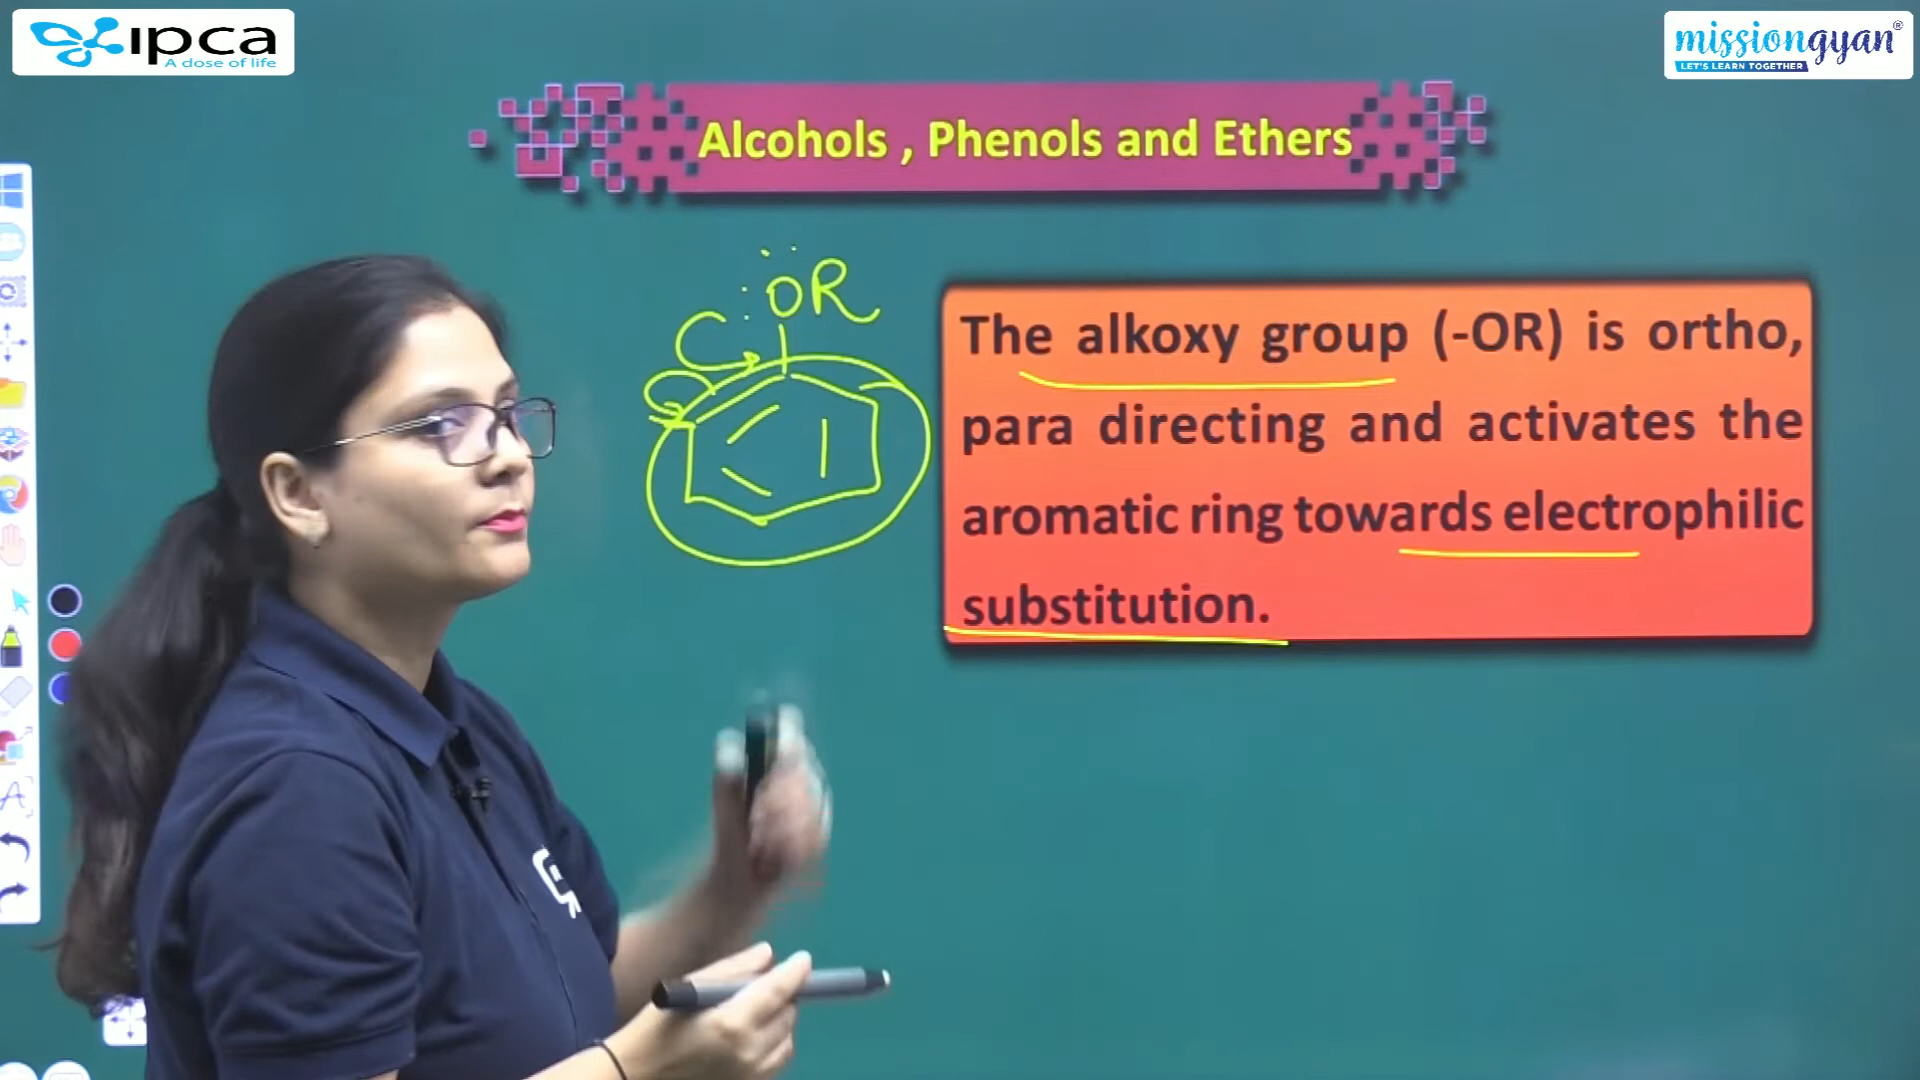 ipca
A dose of life
missiongyan®
LET'S LEARN TOGETHER
Alcohols , Phenols and Ethers
:ÖR
The alkoxy group (-OR) is ortho,
para directing and activates the
aromatic ring towards electrophilic
substitution.